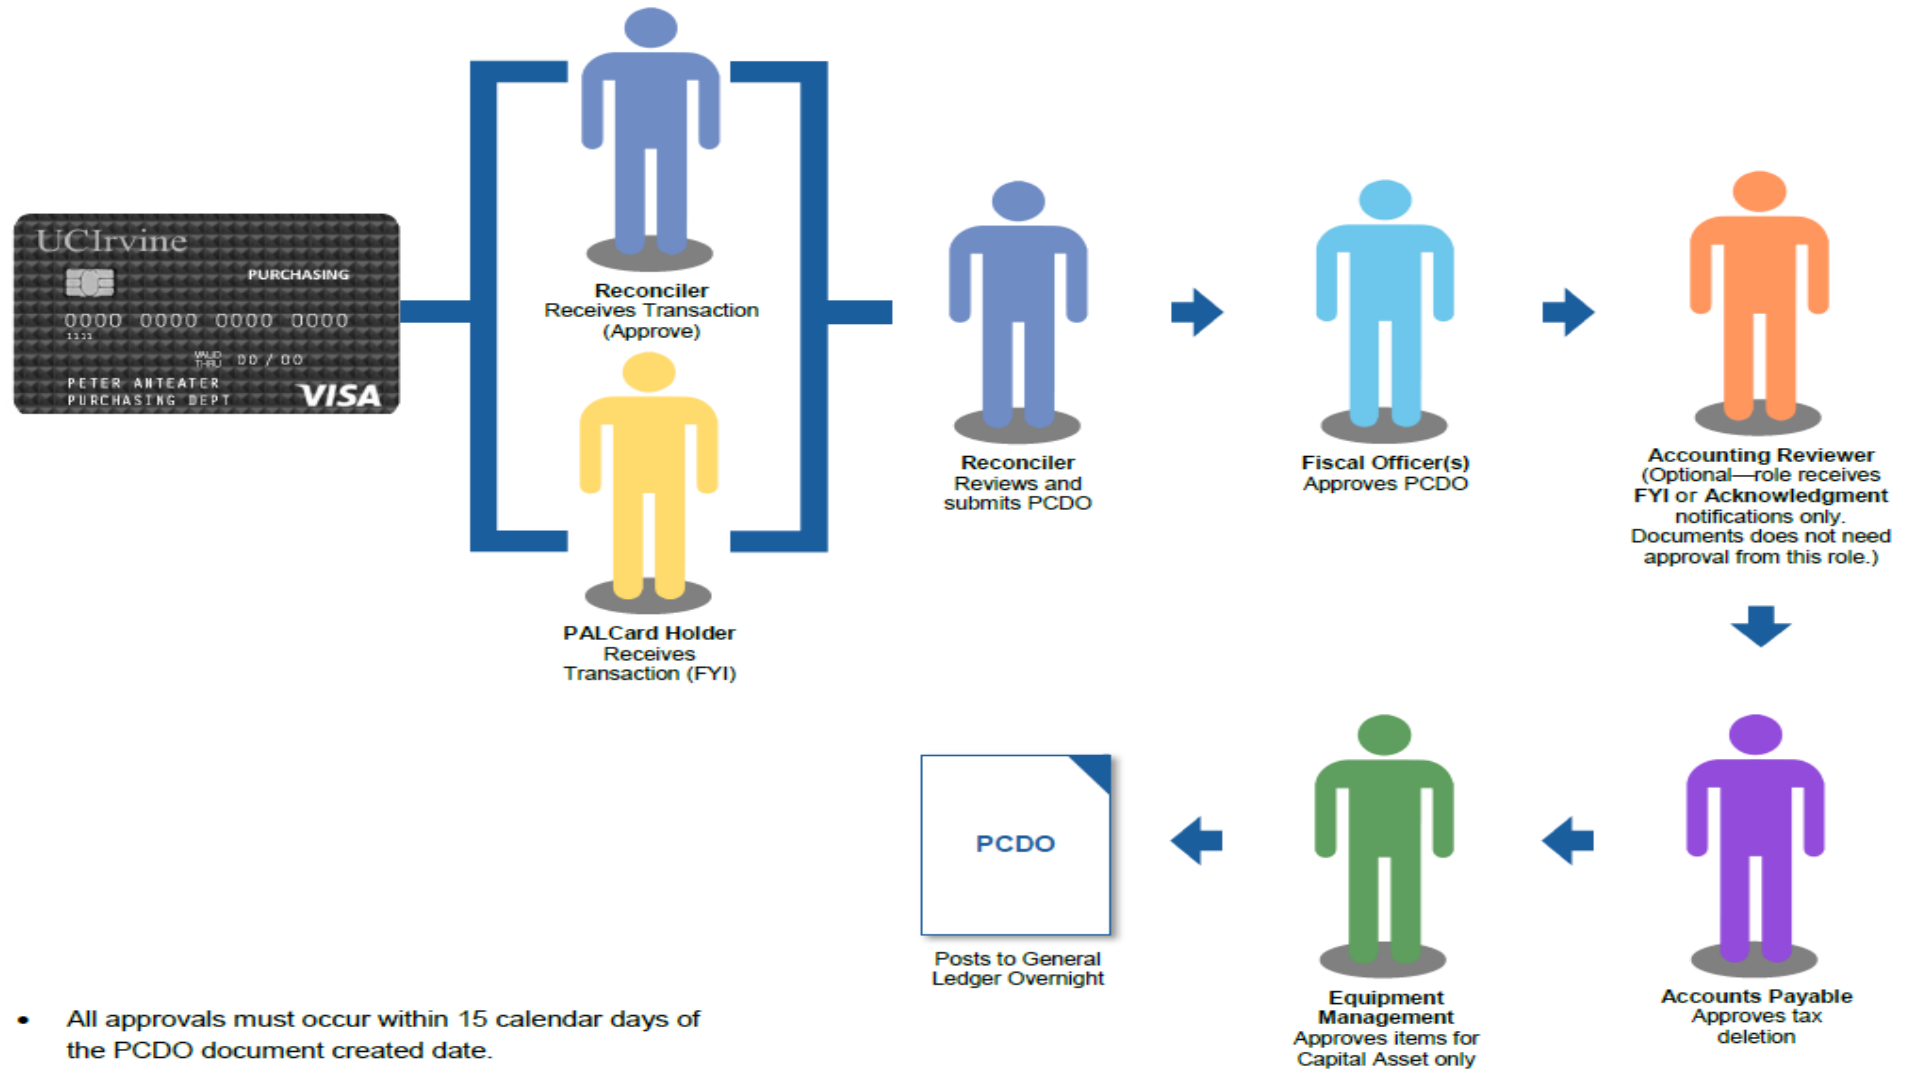 UCIrvine
PURCHASING
0000 0000 0000 0000
1111
VALID
THRU 00 / 00
PETER ANTEATER
PURCHASING DEPT
VISA
Reconciler
Receives Transaction
(Approve)
PALCard Holder
Receives
Transaction (FYI)
Reconciler
Reviews and
submits PCDO
Fiscal Officer(s)
Approves PCDO
Accounting Reviewer
(Optional—role receives
FYI or Acknowledgment
notifications only.
Documents does not need
approval from this role.)
Accounts Payable
Approves tax
deletion
Equipment
Management
Approves items for
Capital Asset only
PCDO
Posts to General
Ledger Overnight
• All approvals must occur within 15 calendar days of
the PCDO document created date.